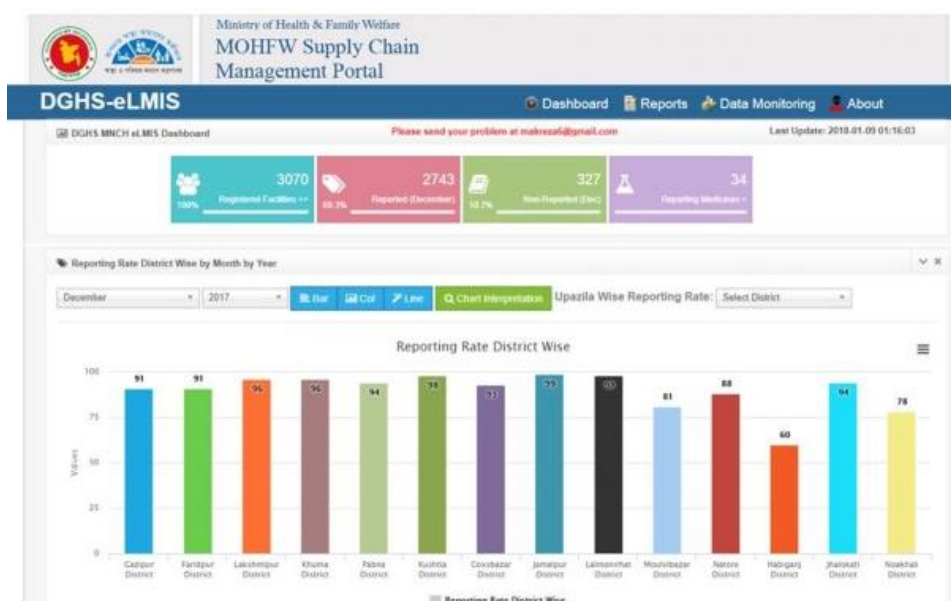 Ministry of Health & Family Welfare
MOHFW Supply Chain
Management Portal
DGHS-eLMIS
Dashboard Reports Data Monitoring About
DGHS MNCH eLMIS Dashboard
Please send your problem at makreza6@gmail.com
Last Update: 2018-01-09 01:16:03
3070
100% Registered Facilities >>
2743
Reported (December)
327
10.7% Non-Reported (Dec)
34
Reporting Medicines >
Reporting Rate District Wise by Month by Year
December 2017 Bar Col Line Chart Interpretation Upazila Wise Reporting Rate: Select District
Reporting Rate District Wise
Values
100
75
50
25
0
91 91 96 96 94 98 93 99 81 88 60 94 78
Gazipur District
Faridpur District
Lakshmipur District
Khulna District
Pabna District
Kushtia District
Coxsbazar District
Jamalpur District
Lalmonirhat District
Moulvibazar District
Natore District
Habiganj District
Jhalokati District
Noakhali District
Reporting Rate District Wise